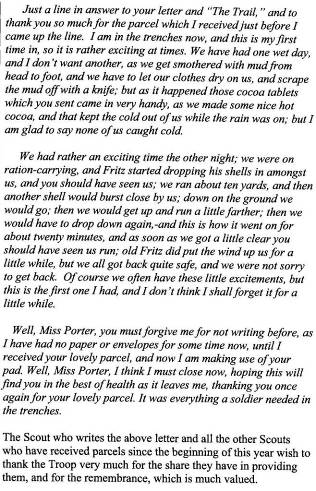 Just a line in answer to your letter and "The Trail," and to
thank you so much for the parcel which I received just before I
came up the line. I am in the trenches now, and this is my first
time in, so it is rather exciting at times. We have had one wet day,
and I don't want another, as we get smothered with mud from
head to foot, and we have to let our clothes dry on us, and scrape
the mud off with a knife; but as it happened those cocoa tablets
which you sent came in very handy, as we made some nice hot
cocoa, and that kept the cold out of us while the rain was on; but I
am glad to say none of us caught cold.
We had rather an exciting time the other night; we were on
ration-carrying, and Fritz started dropping his shells in amongst
us, and you should have seen us; we ran about ten yards, and then
another shell would burst close by us; down on the ground we
would go; then we would get up and run a little farther; then we
would have to drop down again,-and this is how it went on for
about twenty minutes, and as soon as we got a little clear you
should have seen us run; old Fritz did put the wind up us for a
little while, but we all got back quite safe, and we were not sorry
to get back. Of course we often have these little excitements, but
this is the first one I had, and I don't think I shall forget it for a
little while.
Well, Miss Porter, you must forgive me for not writing before, as
I have had no paper or envelopes for some time now, until I
received your lovely parcel, and now I am making use of your
pad. Well, Miss Porter, I think I must close now, hoping this will
find you in the best of health as it leaves me, thanking you once
again for your lovely parcel. It was everything a soldier needed in
the trenches.
The Scout who writes the above letter and all the other Scouts
who have received parcels since the beginning of this year wish to
thank the Troop very much for the share they have in providing
them, and for the remembrance, which is much valued.